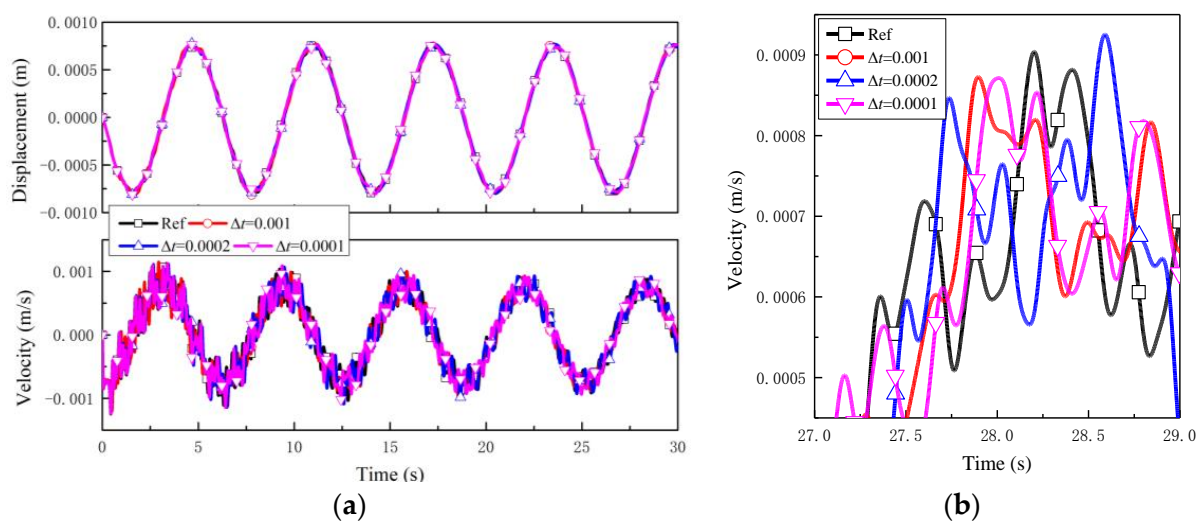 0.0010
0.0005
0.0000
−0.0005
−0.0010
Displacement (m)
Ref Δt=0.001
Δt=0.0002 Δt=0.0001
0.001
0.000
−0.001
Velocity (m/s)
0 5 10 15 20 25 30
Time (s)
(a)
Ref
Δt=0.001
Δt=0.0002
Δt=0.0001
0.0009
0.0008
0.0007
0.0006
0.0005
Velocity (m/s)
27.0 27.5 28.0 28.5 29.0
Time (s)
(b)